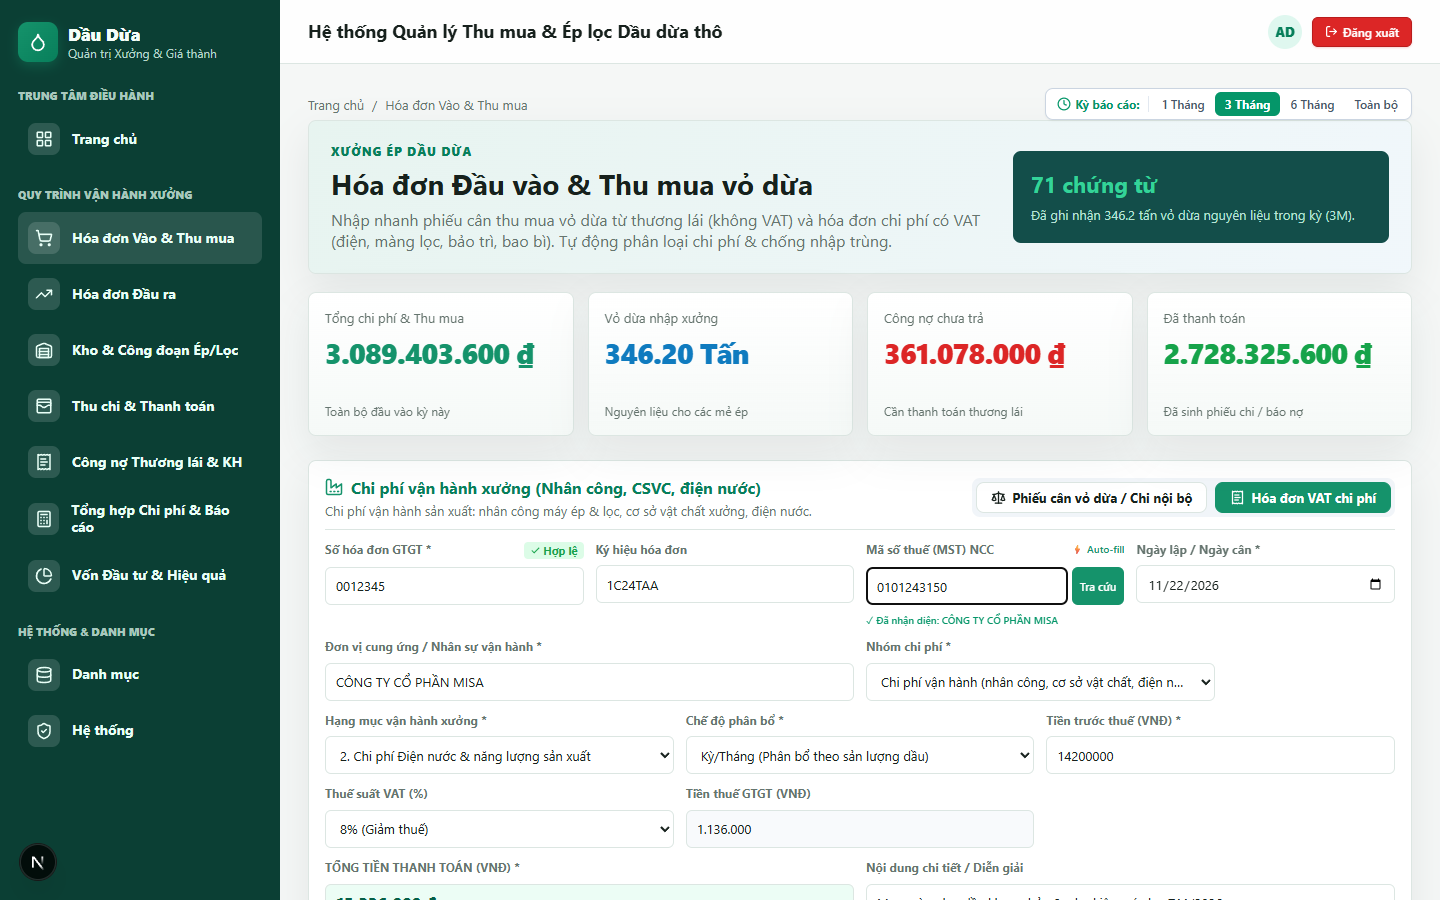 Dầu Dừa
Quản trị Xưởng & Giá thành
TRUNG TÂM ĐIỀU HÀNH
Trang chủ
QUY TRÌNH VẬN HÀNH XƯỞNG
Hóa đơn Vào & Thu mua
Hóa đơn Đầu ra
Kho & Công đoạn Ép/Lọc
Thu chi & Thanh toán
Công nợ Thương lái & KH
Tổng hợp Chi phí & Báo
cáo
Vốn Đầu tư & Hiệu quả
HỆ THỐNG & DANH MỤC
Danh mục
Hệ thống
N
Hệ thống Quản lý Thu mua & Ép lọc Dầu dừa thô
AD
Đăng xuất
Trang chủ / Hóa đơn Vào & Thu mua
Kỳ báo cáo: 1 Tháng 3 Tháng 6 Tháng Toàn bộ
XƯỞNG ÉP DẦU DỪA
Hóa đơn Đầu vào & Thu mua vỏ dừa
Nhập nhanh phiếu cân thu mua vỏ dừa từ thương lái (không VAT) và hóa đơn chi phí có VAT
(điện, màng lọc, bảo trì, bao bì). Tự động phân loại chi phí & chống nhập trùng.
71 chứng từ
Đã ghi nhận 346.2 tấn vỏ dừa nguyên liệu trong kỳ (3M).
Tổng chi phí & Thu mua
3.089.403.600 ₫
Toàn bộ đầu vào kỳ này
Vỏ dừa nhập xưởng
346.20 Tấn
Nguyên liệu cho các mẻ ép
Công nợ chưa trả
361.078.000 ₫
Cần thanh toán thương lái
Đã thanh toán
2.728.325.600 ₫
Đã sinh phiếu chi / báo nợ
Chi phí vận hành xưởng (Nhân công, CSVC, điện nước)
Chi phí vận hành sản xuất: nhân công máy ép & lọc, cơ sở vật chất xưởng, điện nước.
Phiếu cân vỏ dừa / Chi nội bộ
Hóa đơn VAT chi phí
Số hóa đơn GTGT *
Hợp lệ
0012345
Ký hiệu hóa đơn
1C24TAA
Mã số thuế (MST) NCC
Auto-fill
0101243150
Tra cứu
✓ Đã nhận diện: CÔNG TY CỔ PHẦN MISA
Ngày lập / Ngày cân *
11/22/2026
Đơn vị cung ứng / Nhân sự vận hành *
CÔNG TY CỔ PHẦN MISA
Nhóm chi phí *
Chi phí vận hành (nhân công, cơ sở vật chất, điện n...
Hạng mục vận hành xưởng *
2. Chi phí Điện nước & năng lượng sản xuất
Chế độ phân bổ *
Kỳ/Tháng (Phân bổ theo sản lượng dầu)
Tiền trước thuế (VNĐ) *
14200000
Thuế suất VAT (%)
8% (Giảm thuế)
Tiền thuế GTGT (VNĐ)
1.136.000
TỔNG TIỀN THANH TOÁN (VNĐ) *
Nội dung chi tiết / Diễn giải